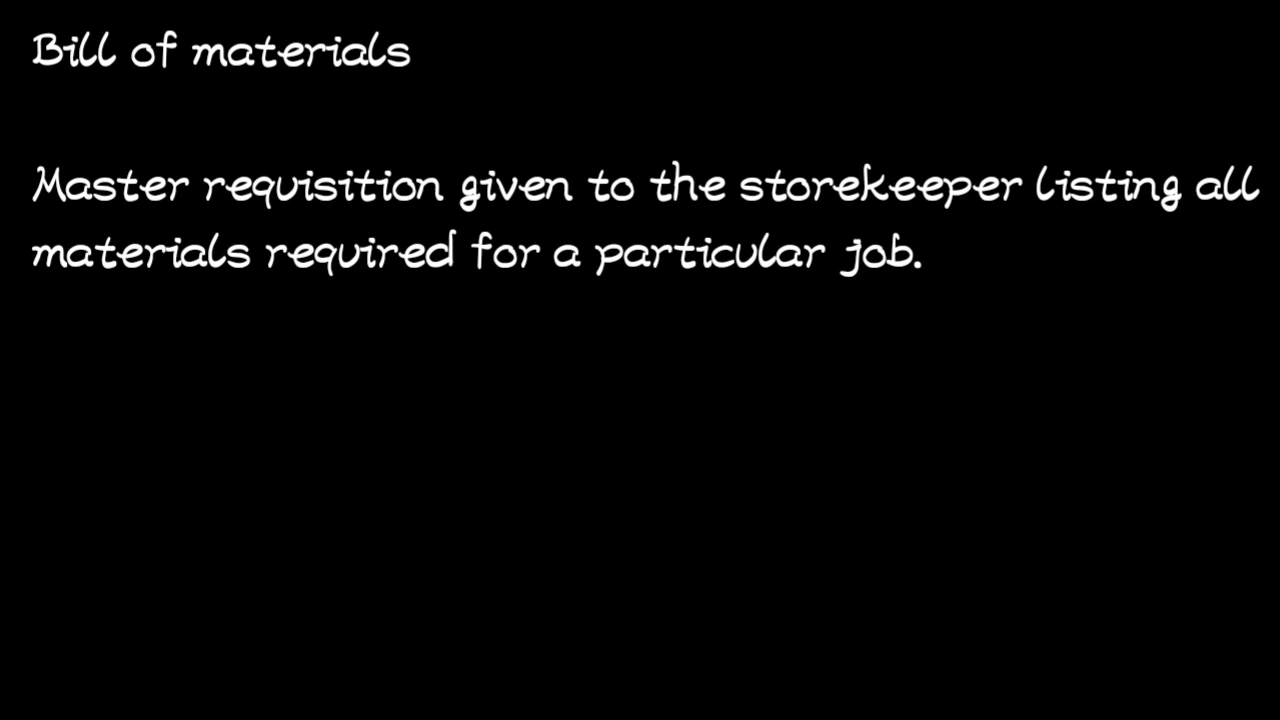 Bill of materials
Master requisition given to the storekeeper listing all
materials required for a particular job.